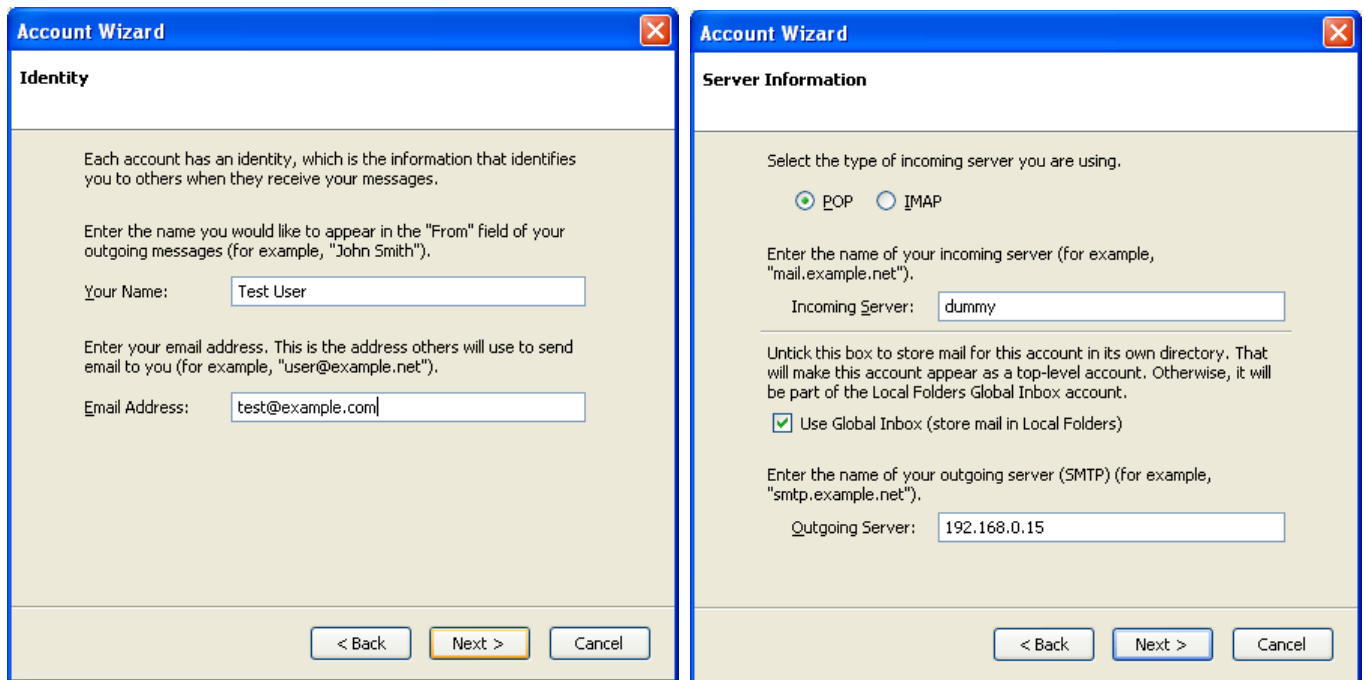 Account Wizard
Identity
Each account has an identity, which is the information that identifies
you to others when they receive your messages.
Enter the name you would like to appear in the "From" field of your
outgoing messages (for example, "John Smith").
Your Name: Test User
Enter your email address. This is the address others will use to send
email to you (for example, "user@example.net").
Email Address: test@example.com
< Back Next > Cancel
Account Wizard
Server Information
Select the type of incoming server you are using.
POP IMAP
Enter the name of your incoming server (for example,
"mail.example.net").
Incoming Server: dummy
Untick this box to store mail for this account in its own directory. That
will make this account appear as a top-level account. Otherwise, it will
be part of the Local Folders Global Inbox account.
Use Global Inbox (store mail in Local Folders)
Enter the name of your outgoing server (SMTP) (for example,
"smtp.example.net").
Outgoing Server: 192.168.0.15
< Back Next > Cancel